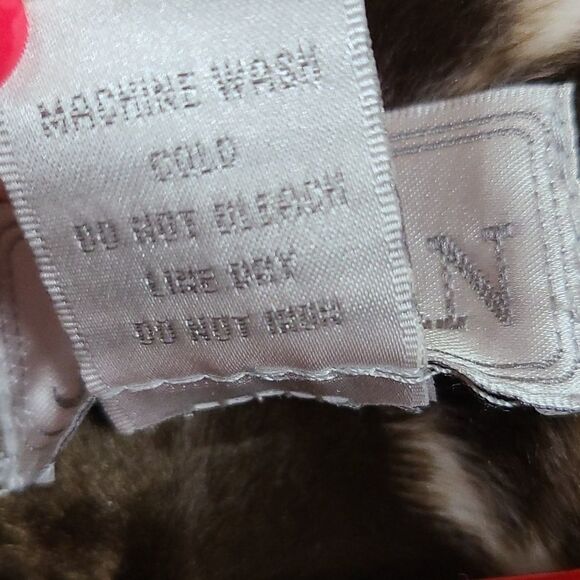 MACHINE WASH
COLD
DO NOT BLEACH
LINE DRY
DO NOT IRON
N